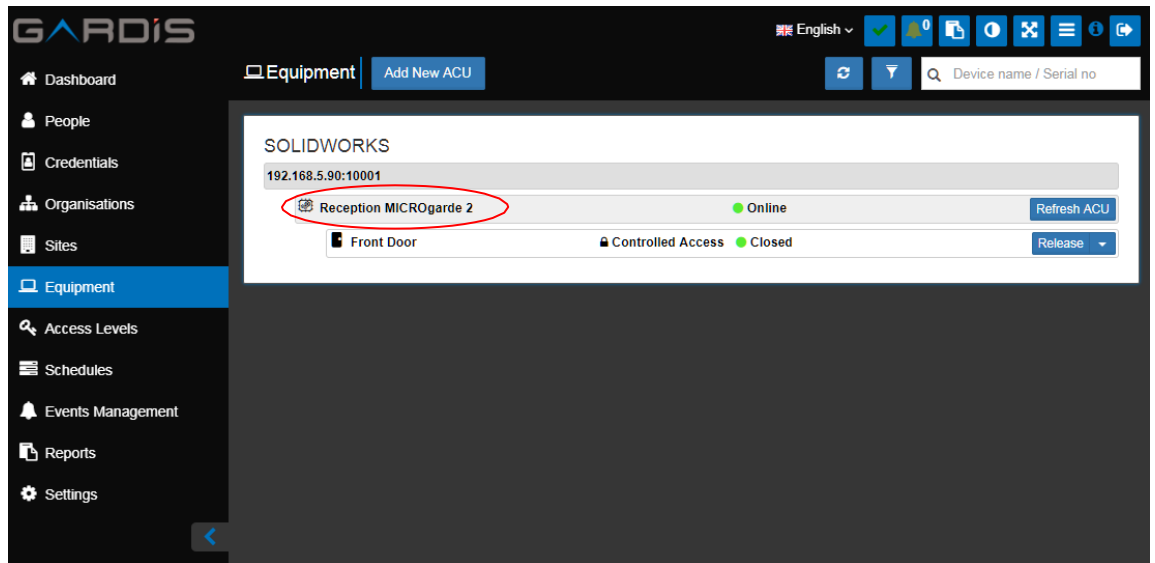 GARDiS
English
0
Dashboard
Equipment
Add New ACU
Device name / Serial no
People
SOLIDWORKS
Credentials
192.168.5.90:10001
Organisations
Reception MICROgarde 2 Online Refresh ACU
Sites
Front Door Controlled Access Closed Release
Equipment
Access Levels
Schedules
Events Management
Reports
Settings